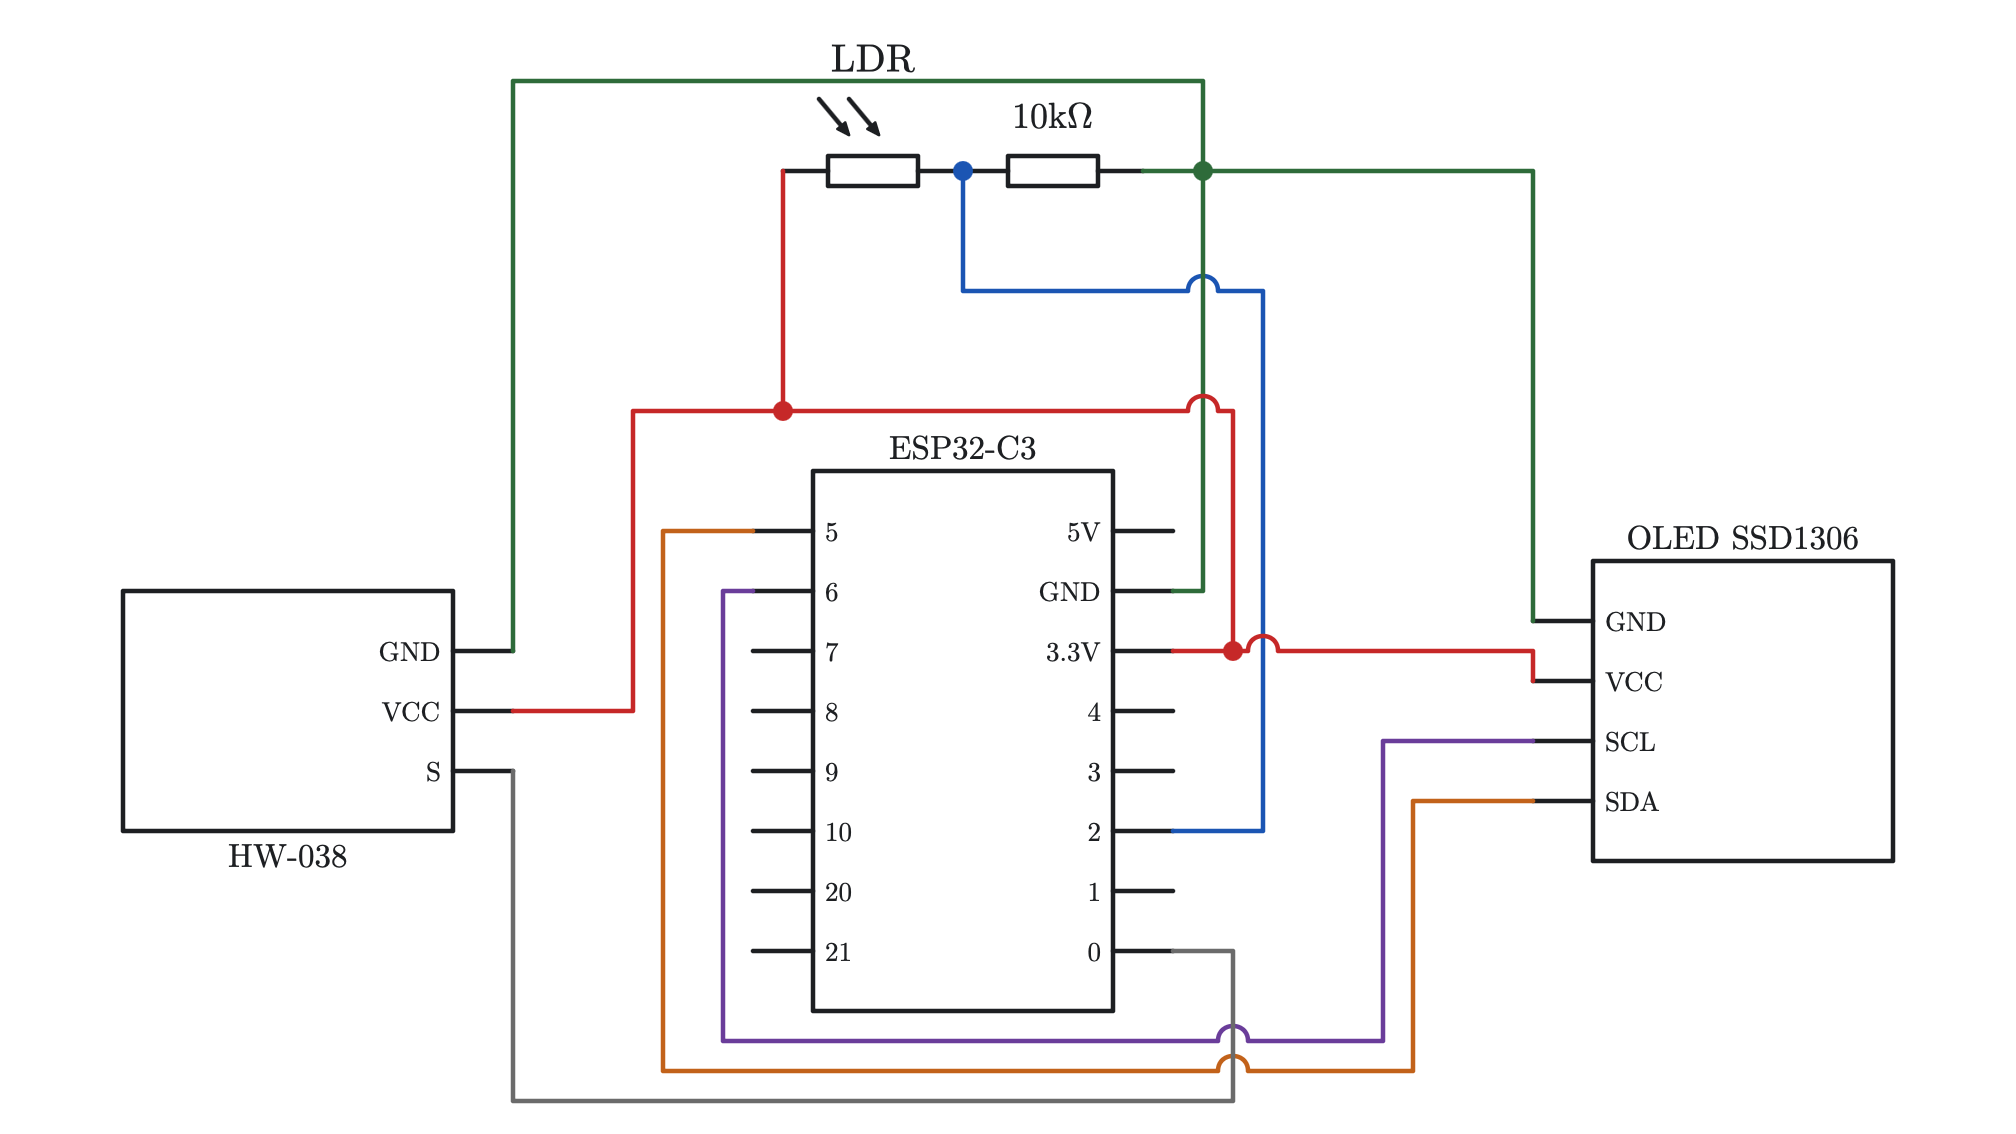 LDR
10kΩ
ESP32-C3
5
6
7
8
9
10
20
21
5V
GND
3.3V
4
3
2
1
0
GND
VCC
S
HW-038
OLED SSD1306
GND
VCC
SCL
SDA